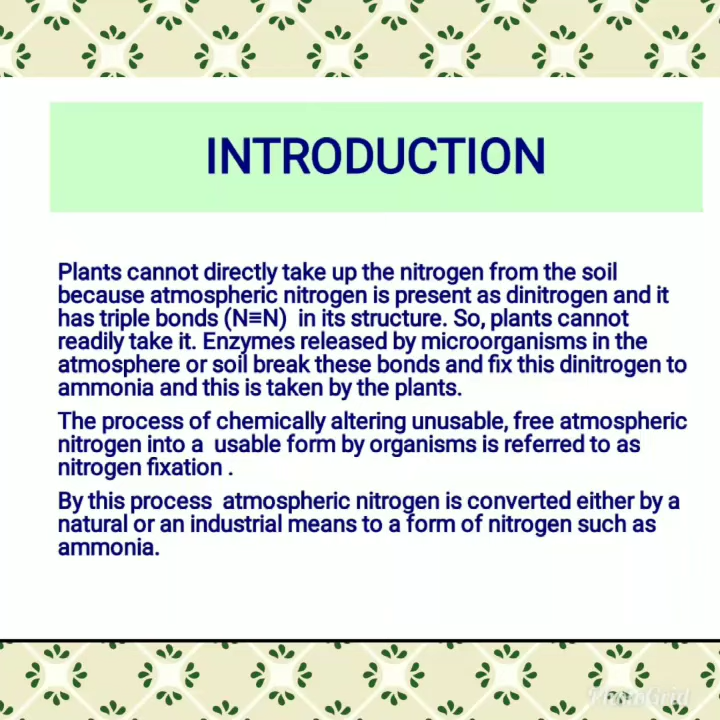 INTRODUCTION
Plants cannot directly take up the nitrogen from the soil
because atmospheric nitrogen is present as dinitrogen and it
has triple bonds (N≡N)  in its structure. So, plants cannot
readily take it. Enzymes released by microorganisms in the
atmosphere or soil break these bonds and fix this dinitrogen to
ammonia and this is taken by the plants.
The process of chemically altering unusable, free atmospheric
nitrogen into a  usable form by organisms is referred to as
nitrogen fixation .
By this process  atmospheric nitrogen is converted either by a
natural or an industrial means to a form of nitrogen such as
ammonia.
PhotoGrid